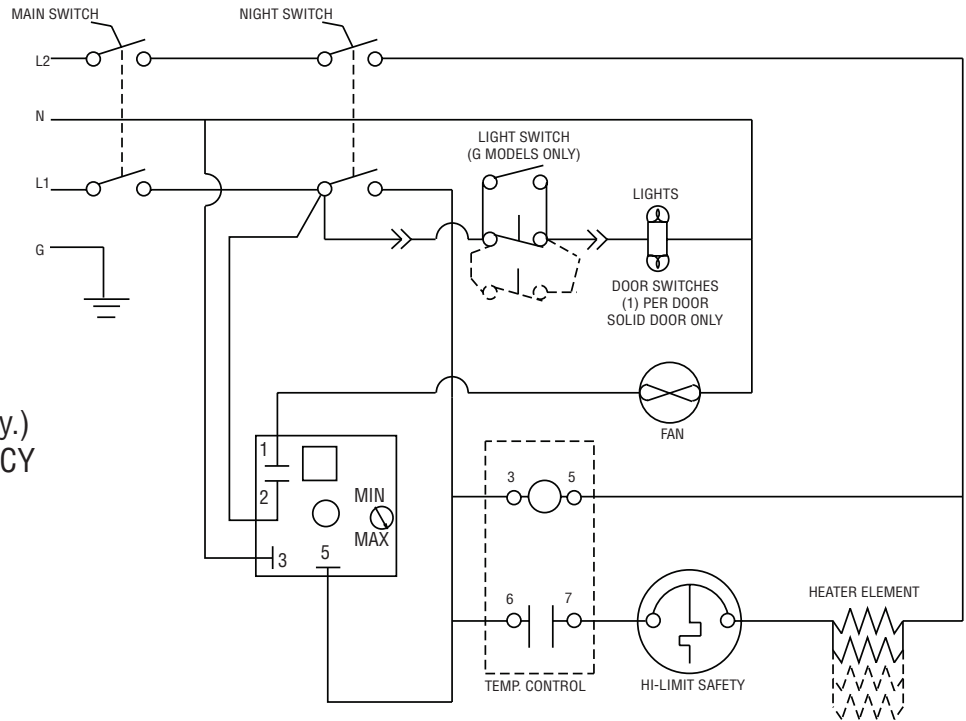 MAIN SWITCH
NIGHT SWITCH
L2
N
LIGHT SWITCH
(G MODELS ONLY)
L1
LIGHTS
G
DOOR SWITCHES
(1) PER DOOR
SOLID DOOR ONLY
y.)
CY
FAN
1
2
MIN
MAX
3
5
3
5
6
7
HEATER ELEMENT
TEMP. CONTROL
HI-LIMIT SAFETY